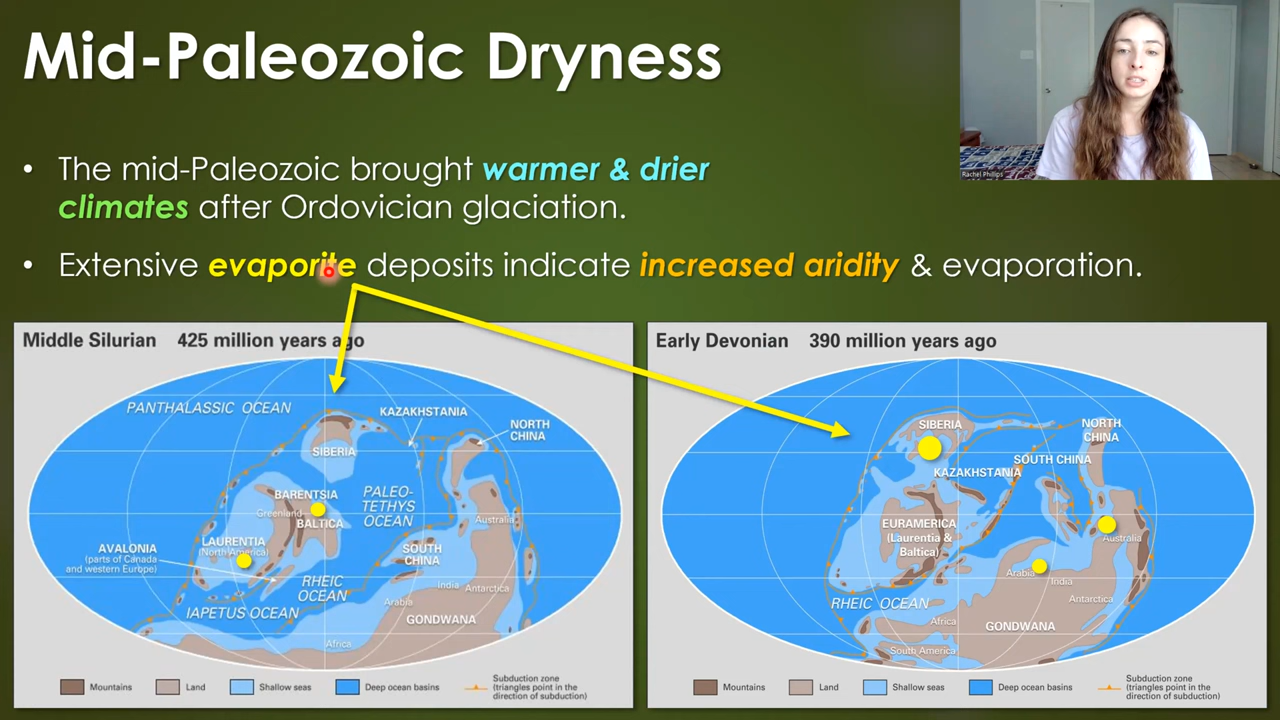 Mid-Paleozoic Dryness
Rachel Phillips
• The mid-Paleozoic brought warmer & drier
climates after Ordovician glaciation.
• Extensive evaporite deposits indicate increased aridity & evaporation.
Middle Silurian 425 million years ago
PANTHALASSIC OCEAN
KAZAKHSTANIA
NORTH
CHINA
SIBERIA
BARENTSIA
Greenland
BALTICA
PALEO-
TETHYS
OCEAN
Australia
LAURENTIA
(North America)
AVALONIA
(parts of Canada
and western Europe)
SOUTH
CHINA
RHEIC
OCEAN
India
Antarctica
IAPETUS OCEAN
Arabia
GONDWANA
Africa
Mountains
Land
Shallow seas
Deep ocean basins
Subduction zone
(triangles point in the
direction of subduction)
Early Devonian 390 million years ago
SIBERIA
NORTH
CHINA
SOUTH CHINA
KAZAKHSTANIA
EURAMERICA
(Laurentia &
Baltica)
Australia
Arabia
India
Antarctica
RHEIC OCEAN
Africa
GONDWANA
South America
Mountains
Land
Shallow seas
Deep ocean basins
Subduction zone
(triangles point in the
direction of subduction)